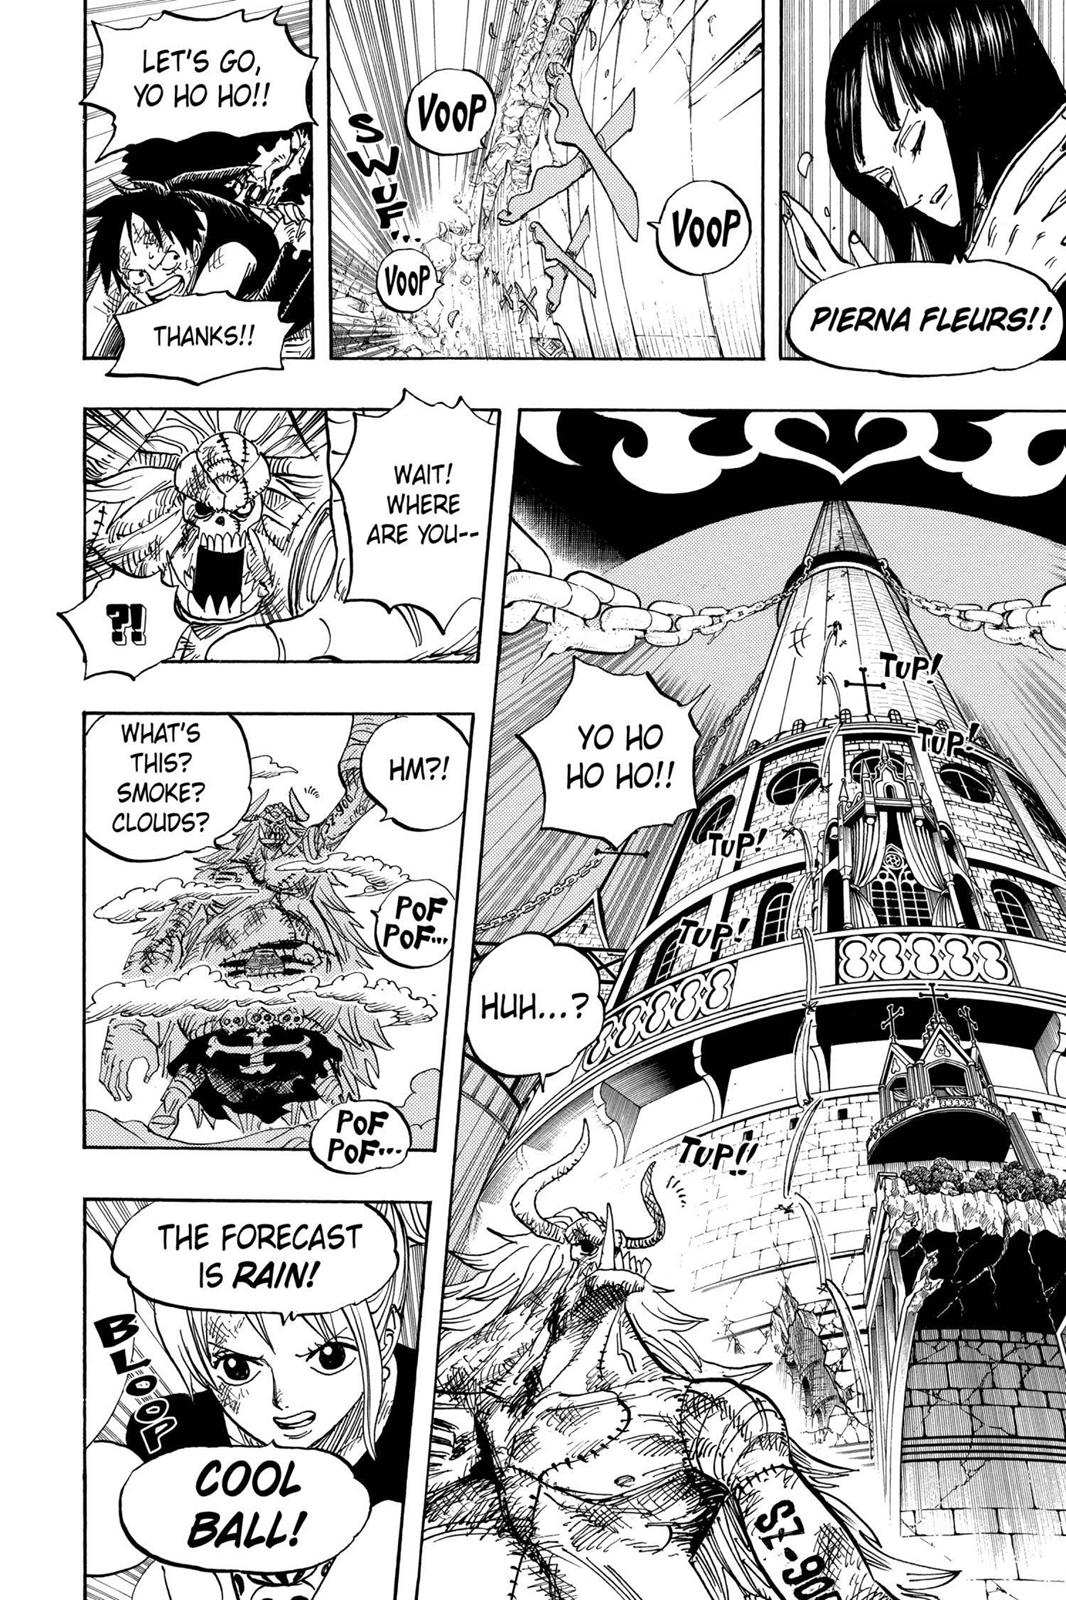 PIERNA FLEURS!!
VOOP
VOOP
SWUF...
VOOP
LET'S GO,
YO HO HO!!
THANKS!!
TUP!
TUP!
YO HO
HO HO!!
TUP!
TUP!
HUH...?
TUP!!
SZ-900
WAIT!
WHERE
ARE YOU--
?!
HM?!
WHAT'S
THIS?
SMOKE?
CLOUDS?
POF
POF...
POF
POF...
THE FORECAST
IS RAIN!
BLOOP
COOL
BALL!